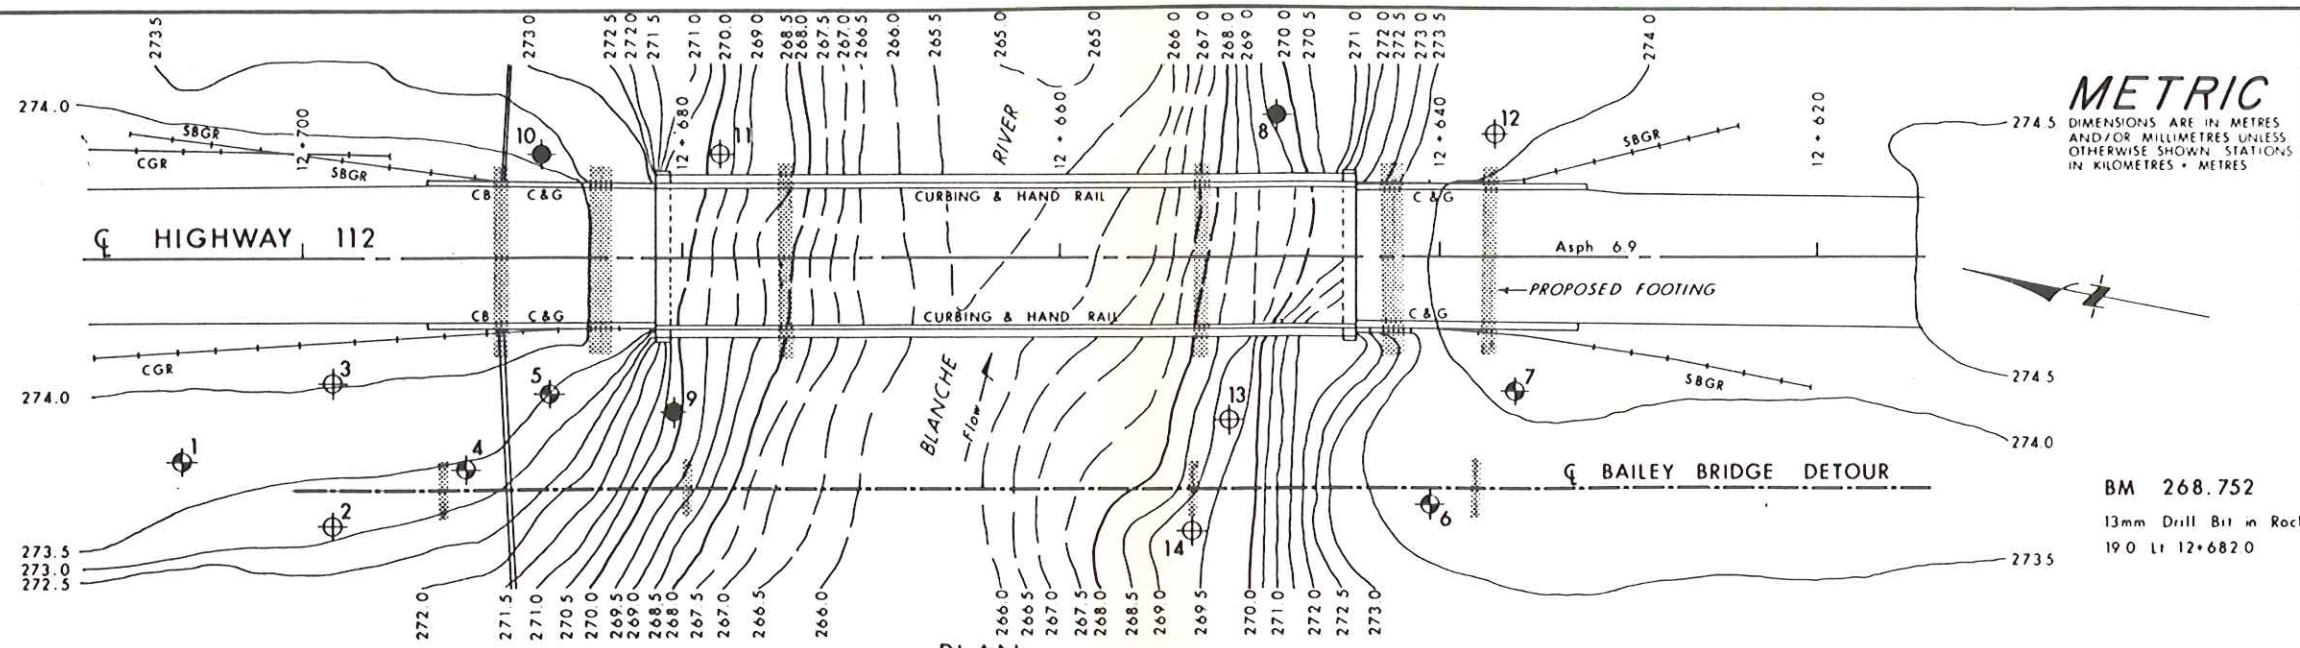 273.5
273.0
272.5
272.0
271.5
271.0
270.0
269.0
268.5
268.0
267.5
267.0
266.5
266.0
265.5
265.0
265.0
266.0
267.0
268.0
269.0
270.0
270.5
271.0
272.0
272.5
273.0
273.5
274.0
METRIC
DIMENSIONS ARE IN METRES
AND/OR MILLIMETRES UNLESS
OTHERWISE SHOWN. STATIONS
IN KILOMETRES + METRES
274.0
274.5
12+700
12+680
12+660
12+640
12+620
SBGR
CGR
SBGR
10
11
RIVER
8
12
SBGR
CB
C&G
CURBING & HAND RAIL
C&G
℄ HIGHWAY 112
Asph 6.9
PROPOSED FOOTING
N
CB
C&G
CURBING & HAND RAIL
C&G
CGR
3
5
9
BLANCHE
Flow
13
7
SBGR
274.5
274.0
274.0
1
4
2
14
6
℄ BAILEY BRIDGE DETOUR
BM 268.752
13mm Drill Bit in Rock
19.0 Lt 12+682.0
273.5
273.0
272.5
273.5
272.0
271.5
271.0
270.5
270.0
269.5
269.0
268.5
268.0
267.5
267.0
266.5
266.0
266.0
266.5
267.0
267.5
268.0
268.5
269.0
269.5
270.0
271.0
272.0
272.5
273.0
PLAN